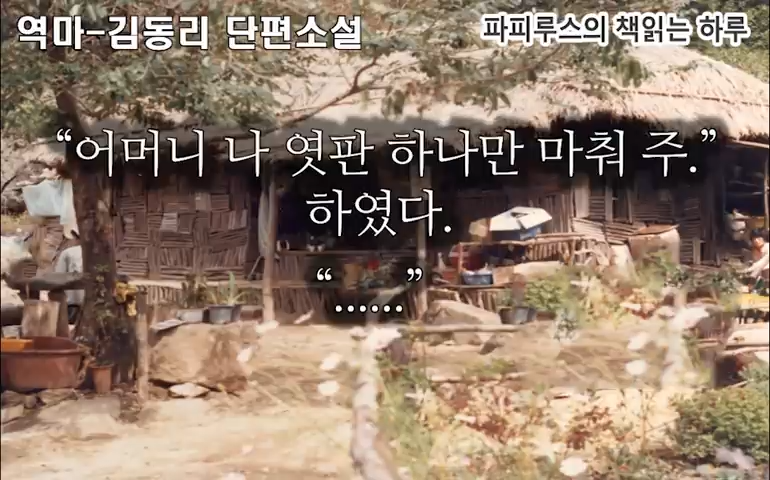 역마-김동리 단편소설
파피루스의 책읽는 하루
“어머니 나 엿판 하나만 마춰 주.”
하였다.
“……”